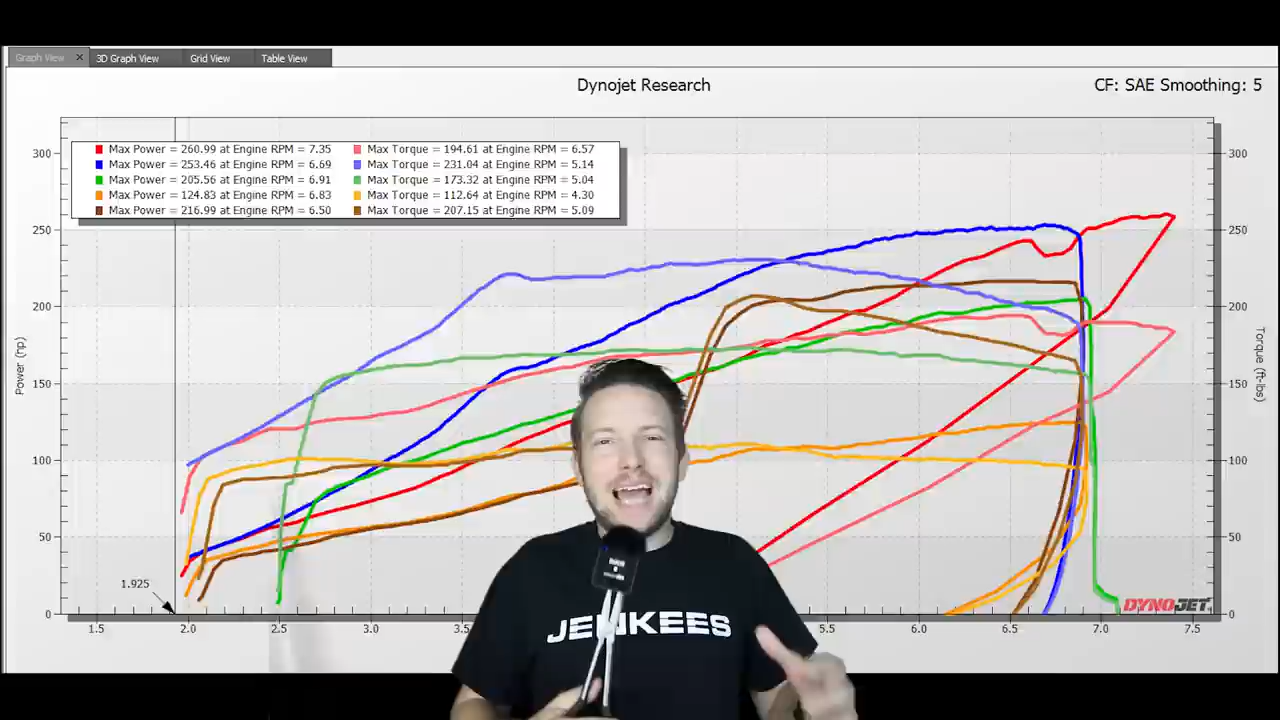 Graph View × 3D Graph View Grid View Table View
Dynojet Research
CF: SAE Smoothing: 5
Max Power = 260.99 at Engine RPM = 7.35 Max Torque = 194.61 at Engine RPM = 6.57
Max Power = 253.46 at Engine RPM = 6.69 Max Torque = 231.04 at Engine RPM = 5.14
Max Power = 205.56 at Engine RPM = 6.91 Max Torque = 173.32 at Engine RPM = 5.04
Max Power = 124.83 at Engine RPM = 6.83 Max Torque = 112.64 at Engine RPM = 4.30
Max Power = 216.99 at Engine RPM = 6.50 Max Torque = 207.15 at Engine RPM = 5.09
300 300
250 250
200 200
150 150
100 100
50 50
0 0
Power (hp)
Torque (ft-lbs)
1.925
1.5 2.0 2.5 3.0 3.5 5.5 6.0 6.5 7.0 7.5
DYNOJET
JENKEES